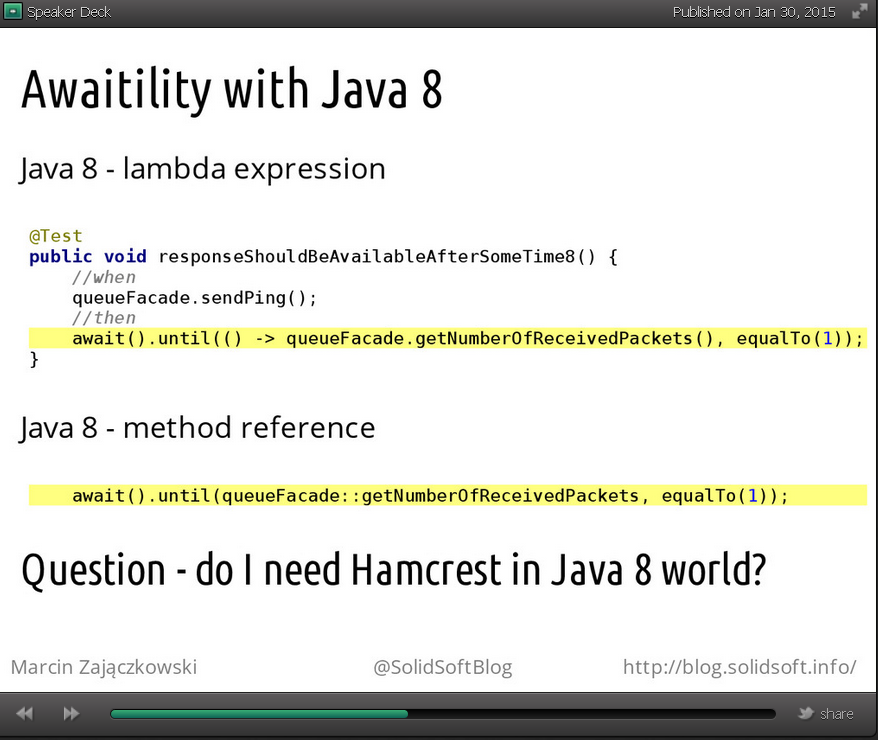 Speaker Deck
Published on Jan 30, 2015
Awaitility with Java 8
Java 8 - lambda expression
@Test
public void responseShouldBeAvailableAfterSomeTime8() {
    //when
    queueFacade.sendPing();
    //then
    await().until(() -> queueFacade.getNumberOfReceivedPackets(), equalTo(1));
}
Java 8 - method reference
    await().until(queueFacade::getNumberOfReceivedPackets, equalTo(1));
Question - do I need Hamcrest in Java 8 world?
Marcin Zajączkowski
@SolidSoftBlog
http://blog.solidsoft.info/
share